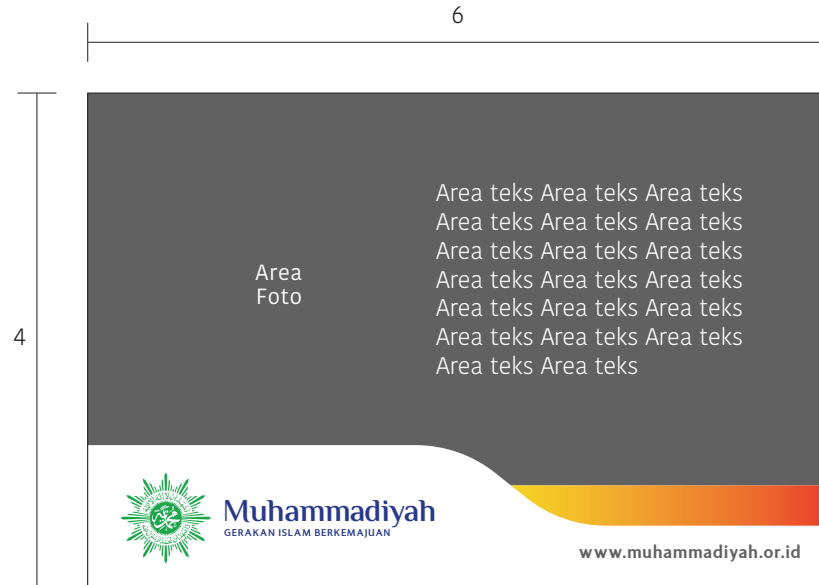 6
4
Area
Foto
Area teks Area teks Area teks
Area teks Area teks Area teks
Area teks Area teks Area teks
Area teks Area teks Area teks
Area teks Area teks Area teks
Area teks Area teks Area teks
Area teks Area teks
Muhammadiyah
GERAKAN ISLAM BERKEMAJUAN
www.muhammadiyah.or.id